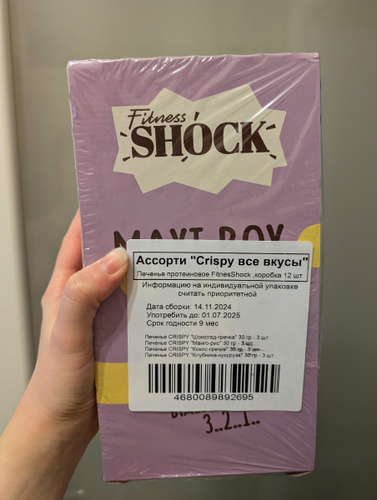 Fitness
SHOCK
MAXI BOX
Ассорти "Crispy все вкусы"
Печенье протеиновое FitnesShock ,коробка 12 шт
Информацию на индивидуальной упаковке
считать приоритетной
Дата сборки: 14.11.2024
Употребить до: 01.07.2025
Срок годности 9 мес
Печенье CRISPY "Шоколад-гречка" 30 гр - 3 шт
Печенье CRISPY "Манго-рис" 30 гр - 3 шт
Печенье CRISPY "Кокос-гречка" 30 гр - 3 шт
Печенье CRISPY "Клубника-кукуруза" 30 гр - 3 шт
4680089892695
3..2..1..